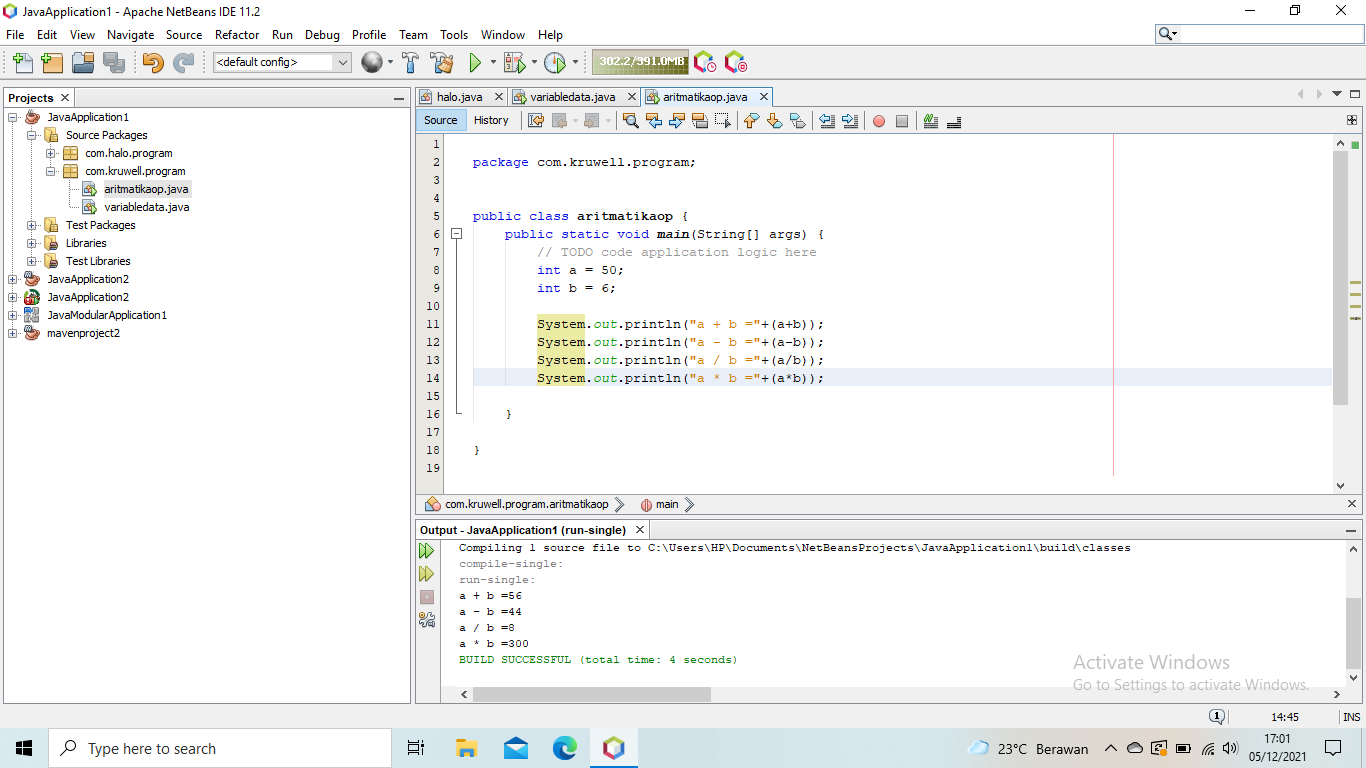 JavaApplication1 - Apache NetBeans IDE 11.2
File Edit View Navigate Source Refactor Run Debug Profile Team Tools Window Help
<default config>
302.2/391.0MB
Projects
JavaApplication1
Source Packages
com.halo.program
com.kruwell.program
aritmatikaop.java
variabledata.java
Test Packages
Libraries
Test Libraries
JavaApplication2
JavaApplication2
JavaModularApplication1
mavenproject2
halo.java variabledata.java aritmatikaop.java
Source History
1
2 package com.kruwell.program;
3
4
5 public class aritmatikaop {
6 public static void main(String[] args) {
7 // TODO code application logic here
8 int a = 50;
9 int b = 6;
10
11 System.out.println("a + b ="+(a+b));
12 System.out.println("a - b ="+(a-b));
13 System.out.println("a / b ="+(a/b));
14 System.out.println("a * b ="+(a*b));
15
16 }
17
18 }
19
com.kruwell.program.aritmatikaop main
Output - JavaApplication1 (run-single)
Compiling 1 source file to C:\Users\HP\Documents\NetBeansProjects\JavaApplication1\build\classes
compile-single:
run-single:
a + b =56
a - b =44
a / b =8
a * b =300
BUILD SUCCESSFUL (total time: 4 seconds)
Activate Windows
Go to Settings to activate Windows.
1 14:45 INS
Type here to search
23°C Berawan
17:01
05/12/2021